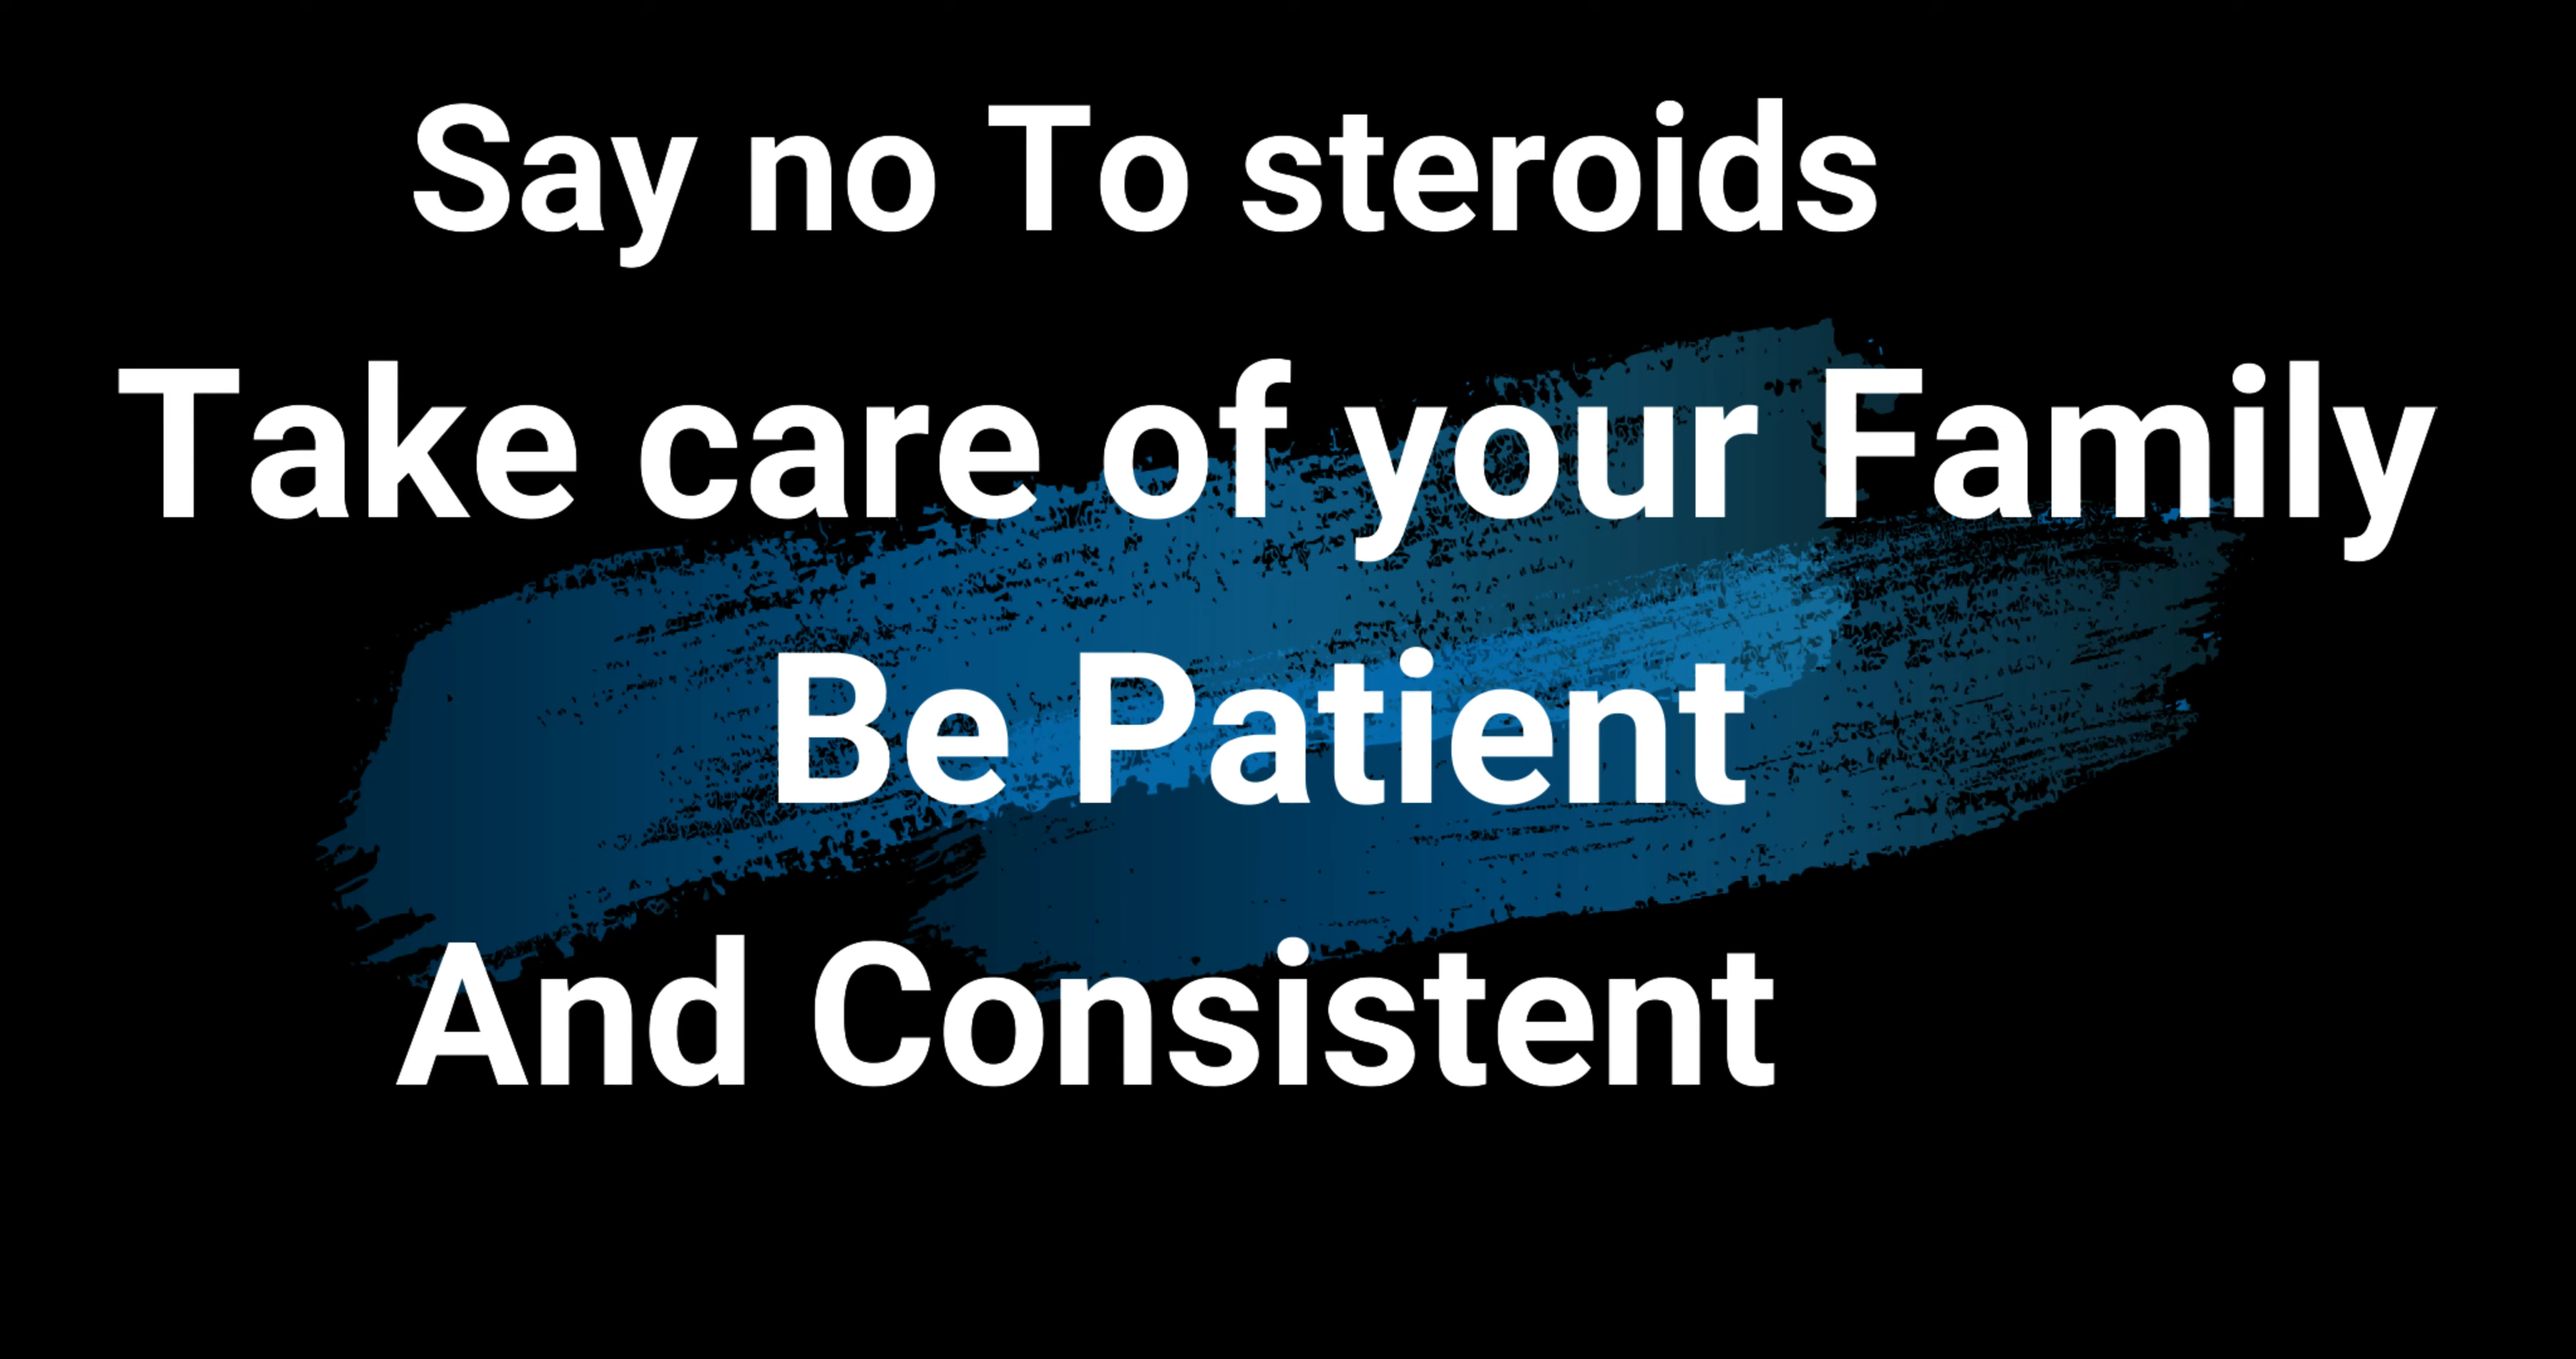 Say no To steroids
Take care of your Family
Be Patient
And Consistent